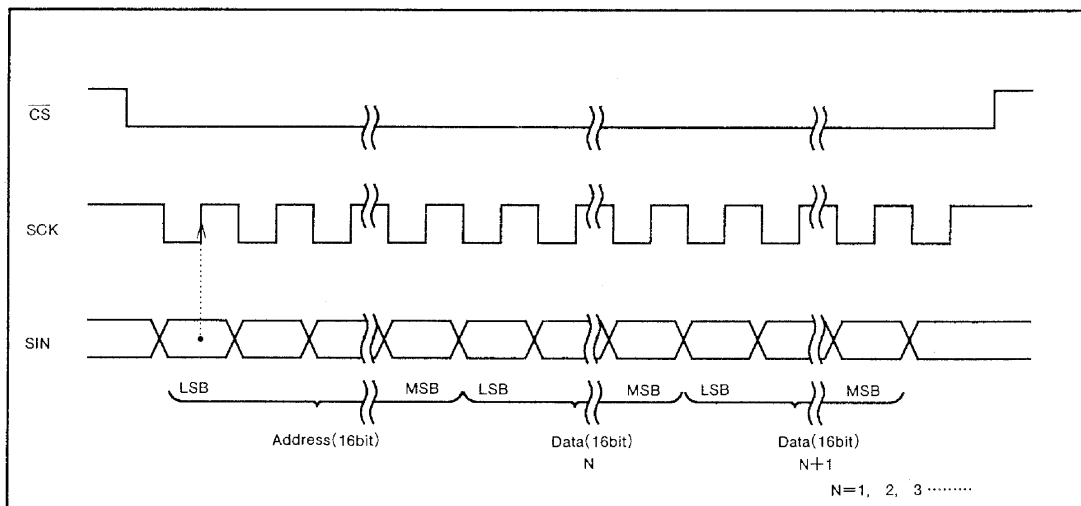 CS
SCK
SIN
LSB MSB LSB MSB LSB MSB
Address(16bit) Data(16bit) Data(16bit)
N N+1
N=1, 2, 3 ·········